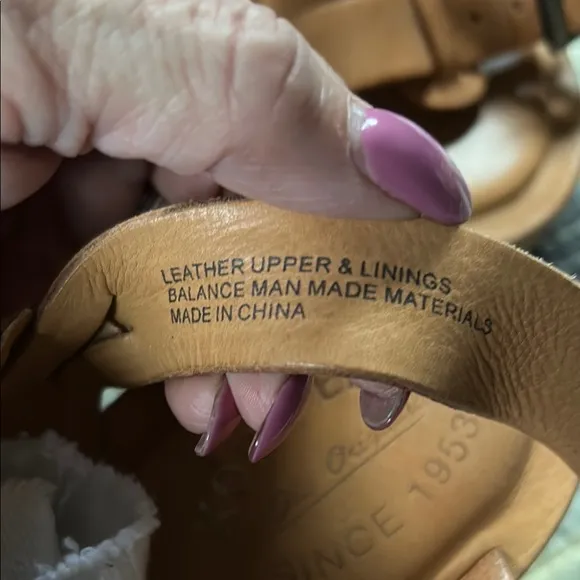 LEATHER UPPER & LININGS
BALANCE MAN MADE MATERIALS
MADE IN CHINA
SINCE 1953